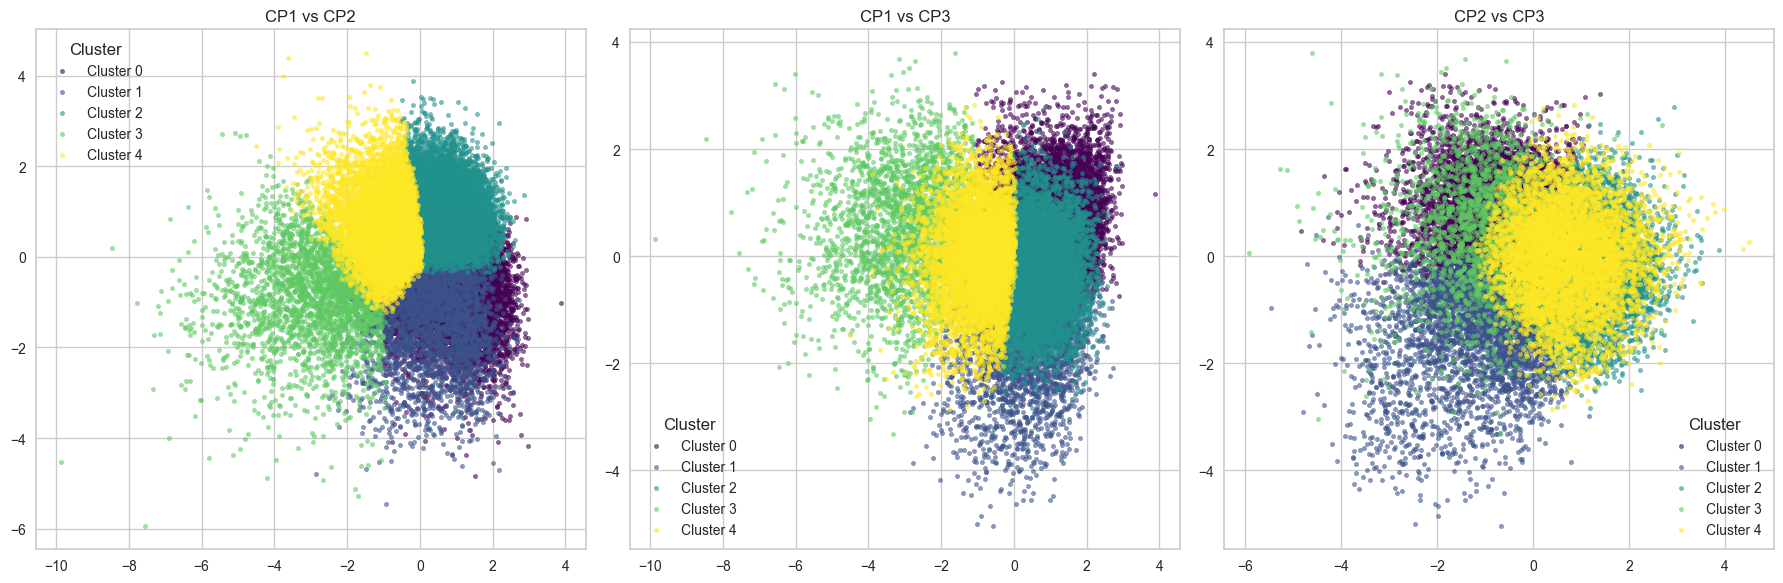 CP1 vs CP2
Cluster
Cluster 0
Cluster 1
Cluster 2
Cluster 3
Cluster 4
4
2
0
−2
−4
−6
−10
−8
−6
−4
−2
0
2
4
CP1 vs CP3
4
2
0
−2
−4
Cluster
Cluster 0
Cluster 1
Cluster 2
Cluster 3
Cluster 4
−10
−8
−6
−4
−2
0
2
4
CP2 vs CP3
4
2
0
−2
−4
Cluster
Cluster 0
Cluster 1
Cluster 2
Cluster 3
Cluster 4
−6
−4
−2
0
2
4